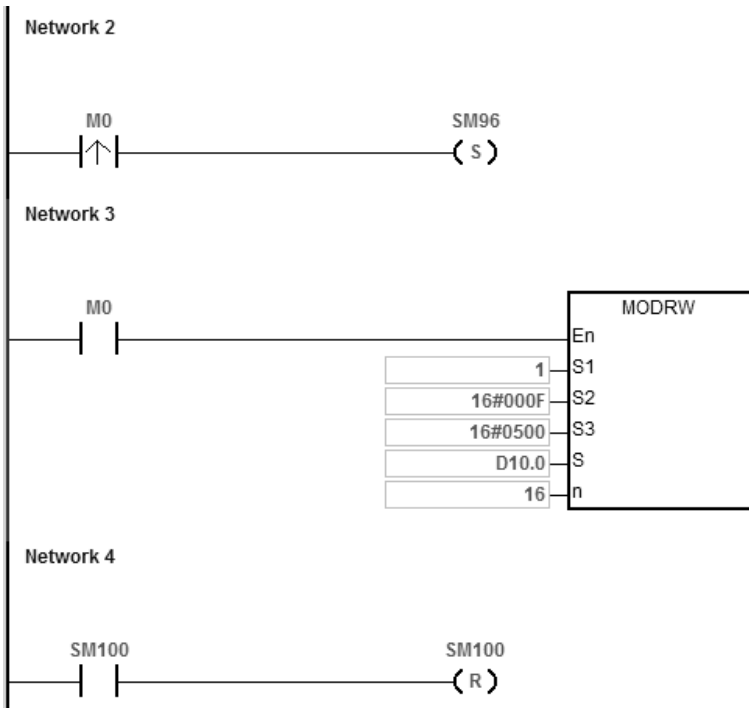 Network 2
M0
SM96
S
Network 3
M0
MODRW
En
1
S1
16#000F
S2
16#0500
S3
D10.0
S
16
n
Network 4
SM100
SM100
R